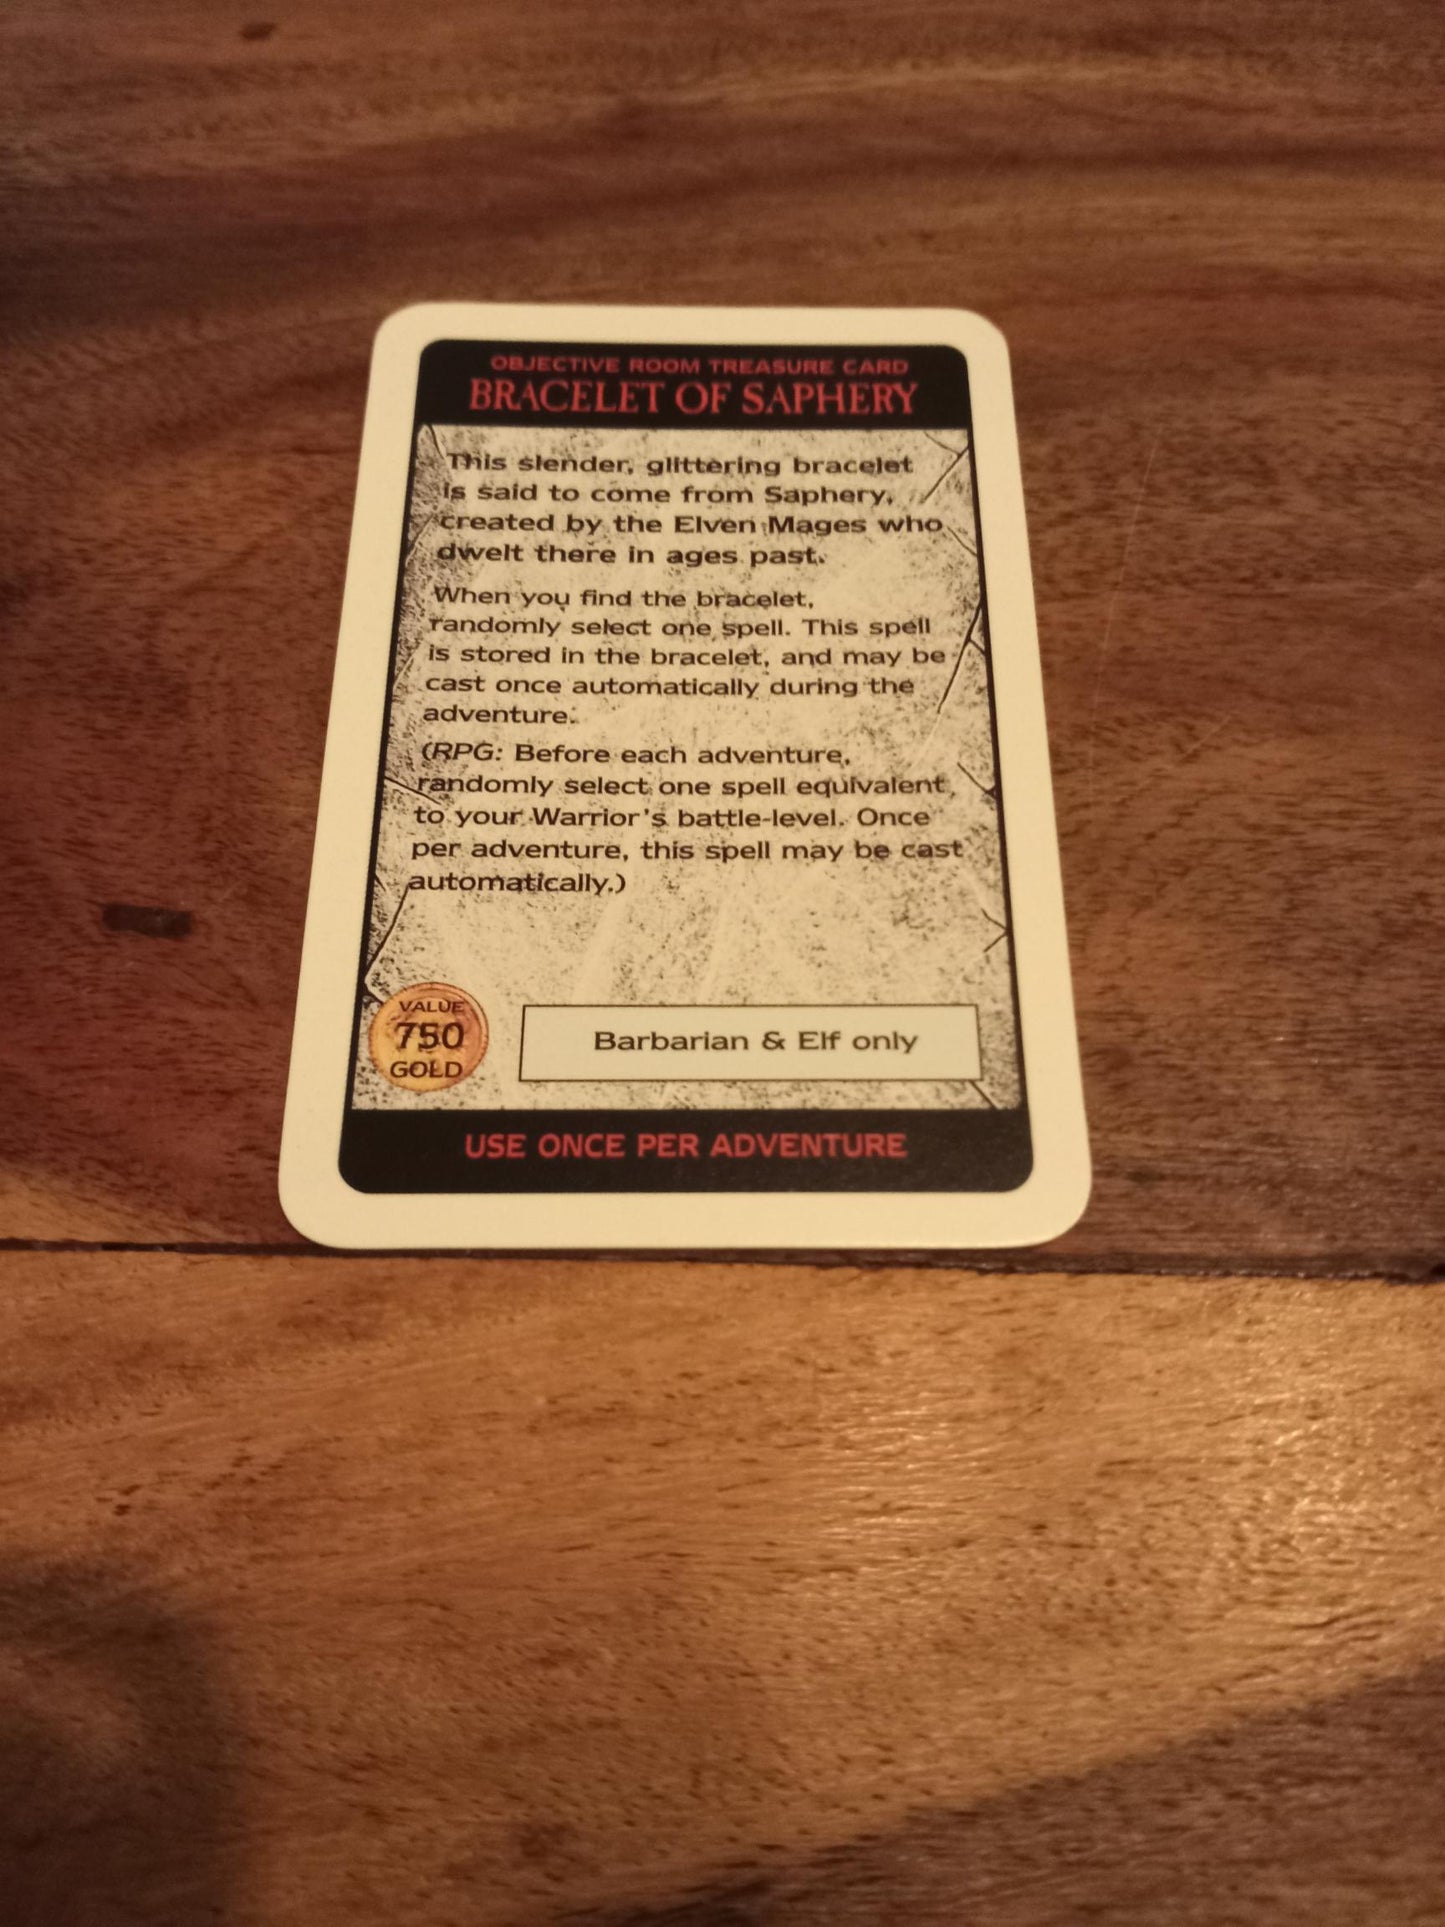 OBJECTIVE ROOM TREASURE CARD
BRACELET OF SAPHERY
This slender, glittering bracelet
is said to come from Saphery,
created by the Elven Mages who
dwelt there in ages past.
When you find the bracelet,
randomly select one spell. This spell
is stored in the bracelet, and may be
cast once automatically during the
adventure.
(RPG: Before each adventure,
randomly select one spell equivalent
to your Warrior's battle-level. Once
per adventure, this spell may be cast
automatically.)
VALUE
750
GOLD
Barbarian & Elf only
USE ONCE PER ADVENTURE